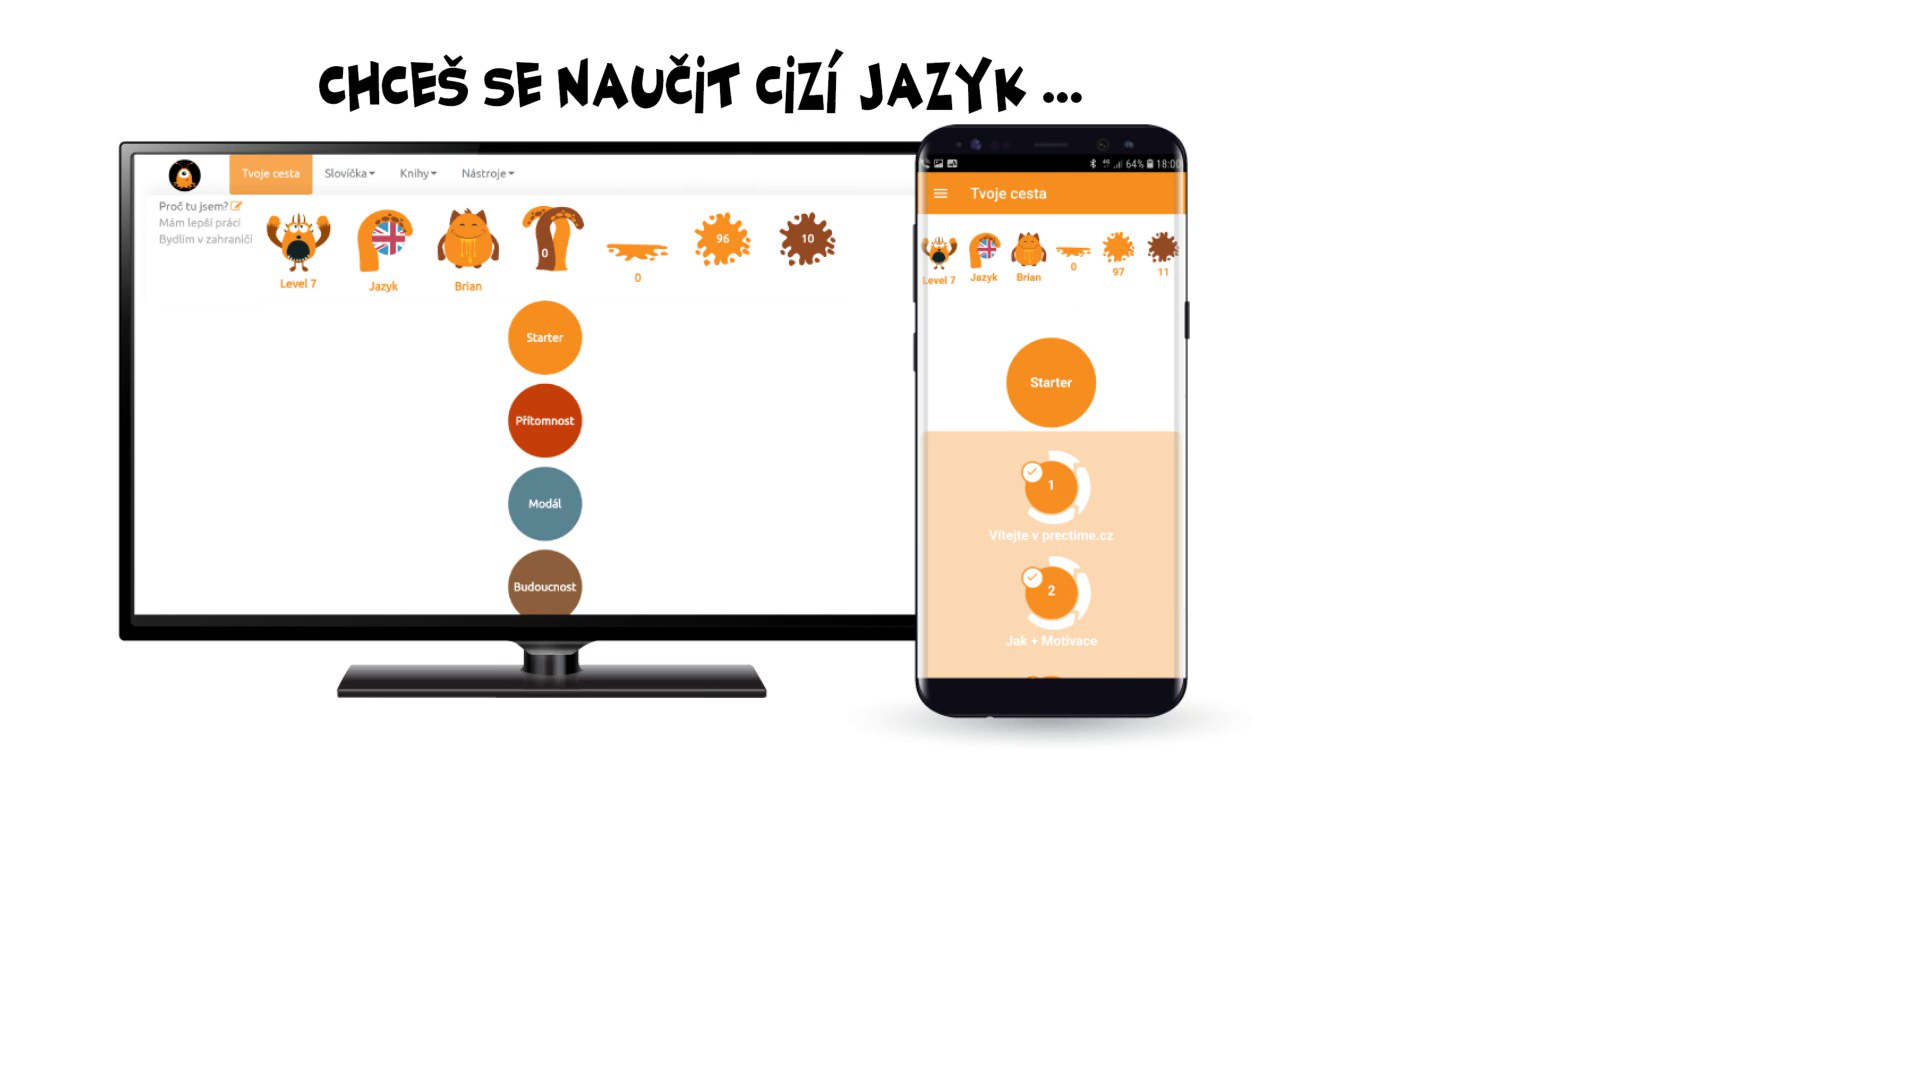 CHCEŠ SE NAUČIT CIZÍ JAZYK ...
Tvoje cesta Slovíčka Knihy Nástroje
Proč tu jsem?
Mám lepší práci
Bydlím v zahraničí
0 96 10
0
Level 7 Jazyk Brian
Starter
Přítomnost
Modál
Budoucnost
64% 18:00
Tvoje cesta
Level 7 Jazyk Brian 0 97 11
Starter
1
Vítejte v prectime.cz
2
Jak + Motivace